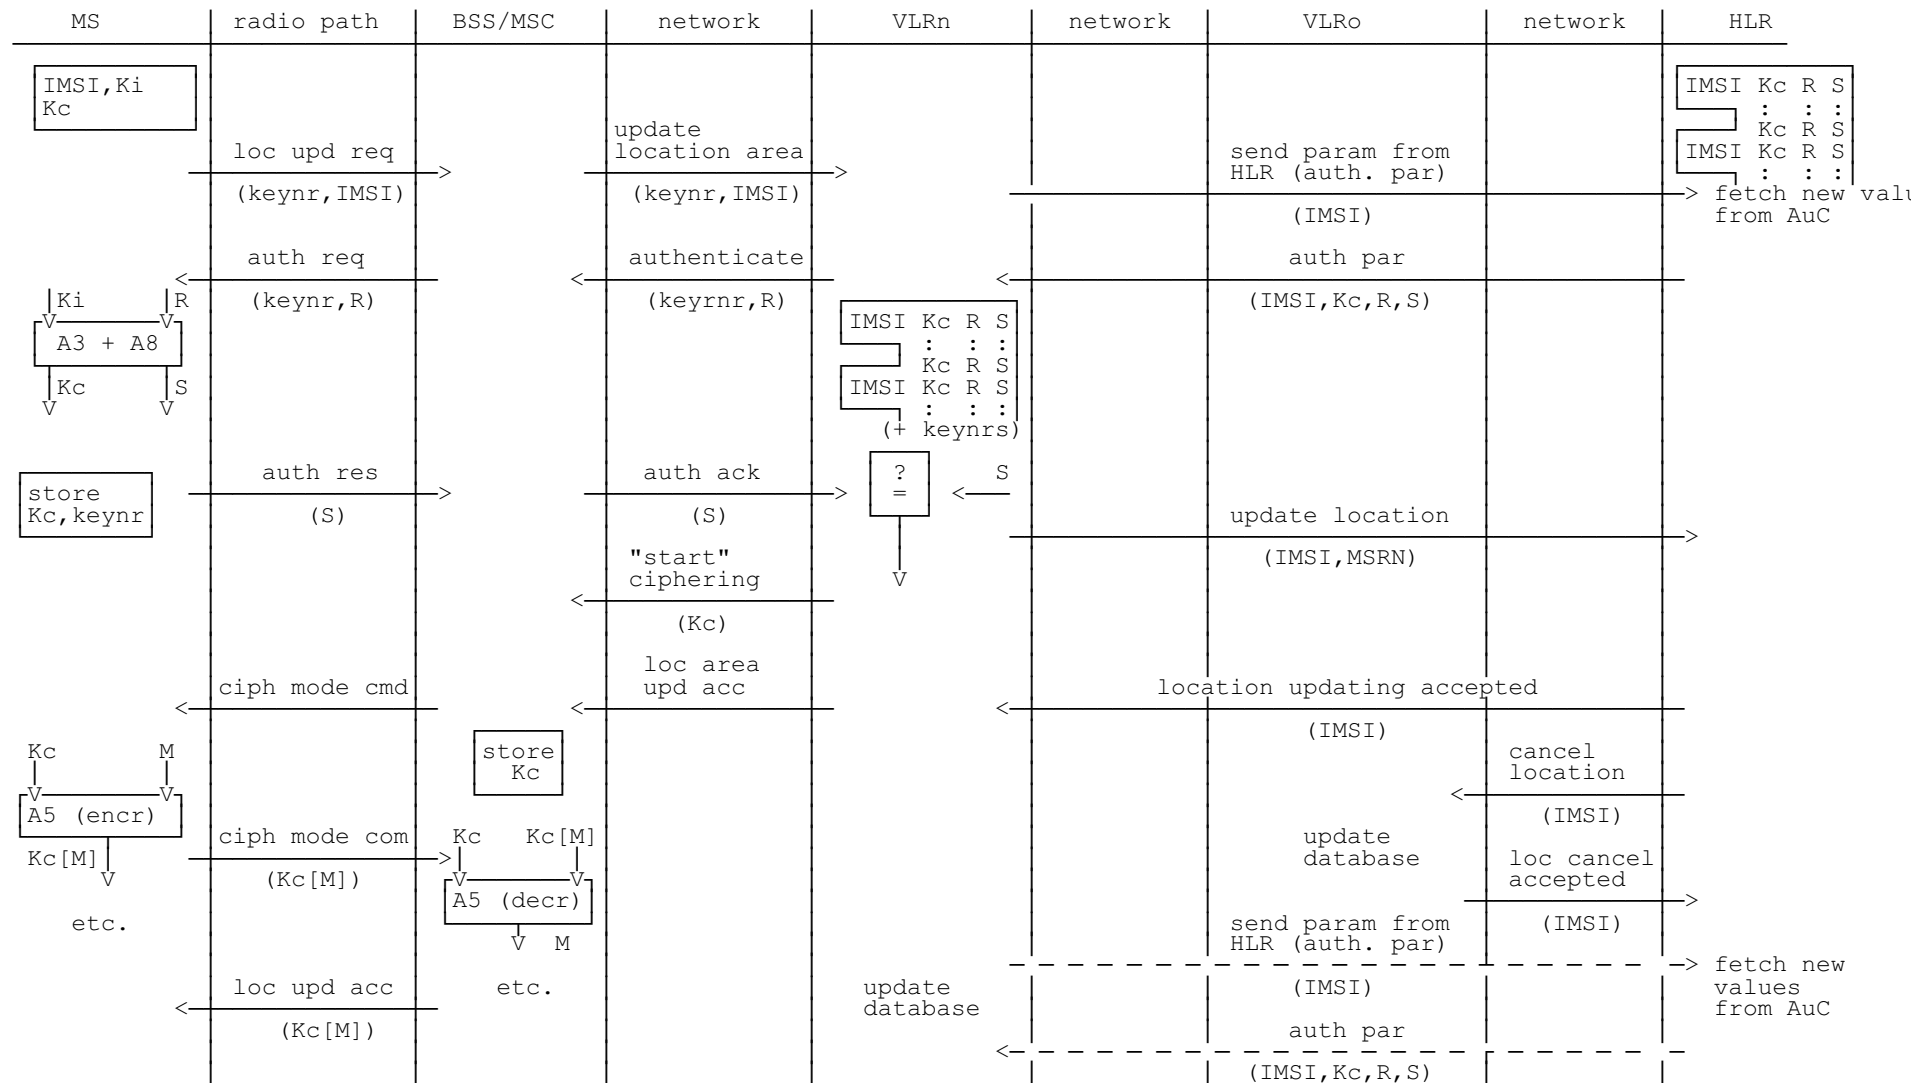 MS radio path BSS/MSC network VLRn network VLRo network HLR
IMSI,Ki
Kc
IMSI Kc R S
: : :
Kc R S
IMSI Kc R S
: : :
update
loc upd req location area send param from
HLR (auth. par)
(keynr,IMSI) (keynr,IMSI) > fetch new valu
(IMSI) from AuC
auth req authenticate auth par
Ki R (keynr,R) (keyrnr,R) (IMSI,Kc,R,S)
A3 + A8
Kc S
IMSI Kc R S
: : :
Kc R S
IMSI Kc R S
: : :
(+ keynrs)
auth res auth ack ? S
store = <
Kc,keynr (S) (S) update location
"start" (IMSI,MSRN)
ciphering
(Kc)
loc area
ciph mode cmd upd acc location updating accepted
(IMSI)
Kc M store cancel
Kc location
A5 (encr) (IMSI)
ciph mode com Kc Kc[M] update
Kc[M] database loc cancel
(Kc[M]) accepted
A5 (decr)
etc. send param from (IMSI)
V M HLR (auth. par)
> fetch new
loc upd acc etc. update (IMSI) values
database from AuC
(Kc[M]) auth par
(IMSI,Kc,R,S)